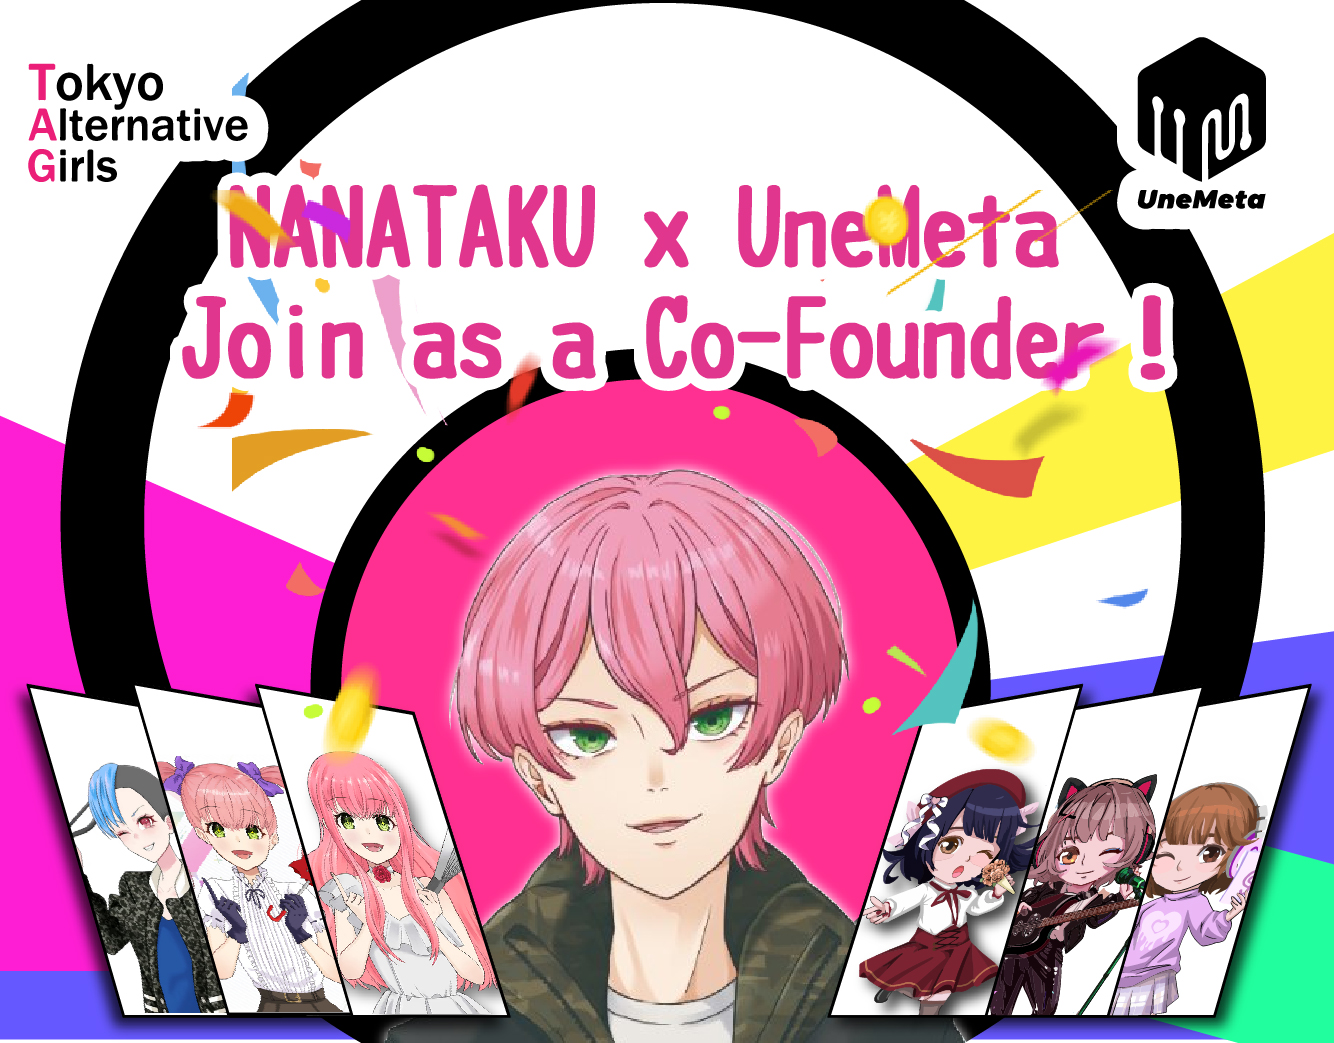 Tokyo
Alternative
Girls
UneMeta
NANATAKU x UneMeta
Join as a Co-Founder!